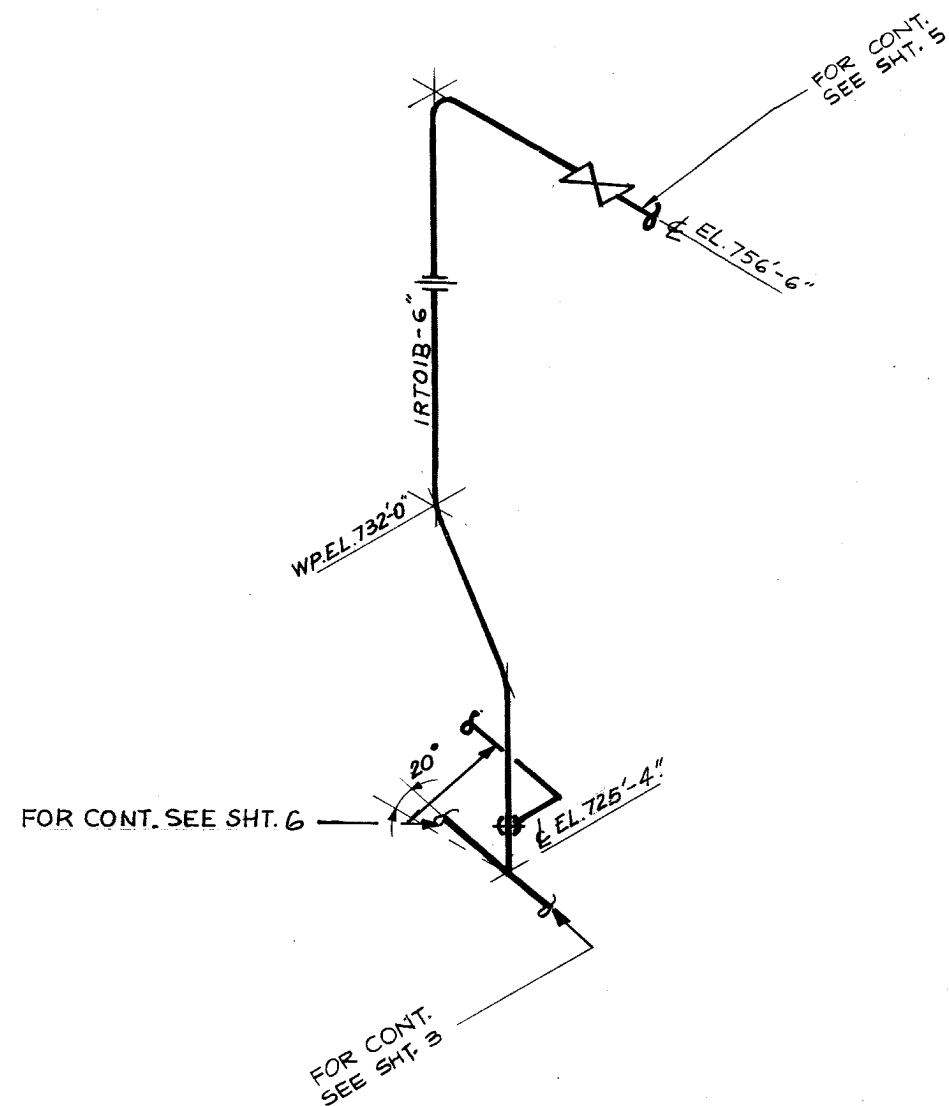 FOR CONT.
SEE SHT. 5
℄ EL. 756'-6"
1RT01B-6"
WP.EL.732'-0"
20°
FOR CONT. SEE SHT. 6
℄ EL. 725'-4"
FOR CONT.
SEE SHT. 3